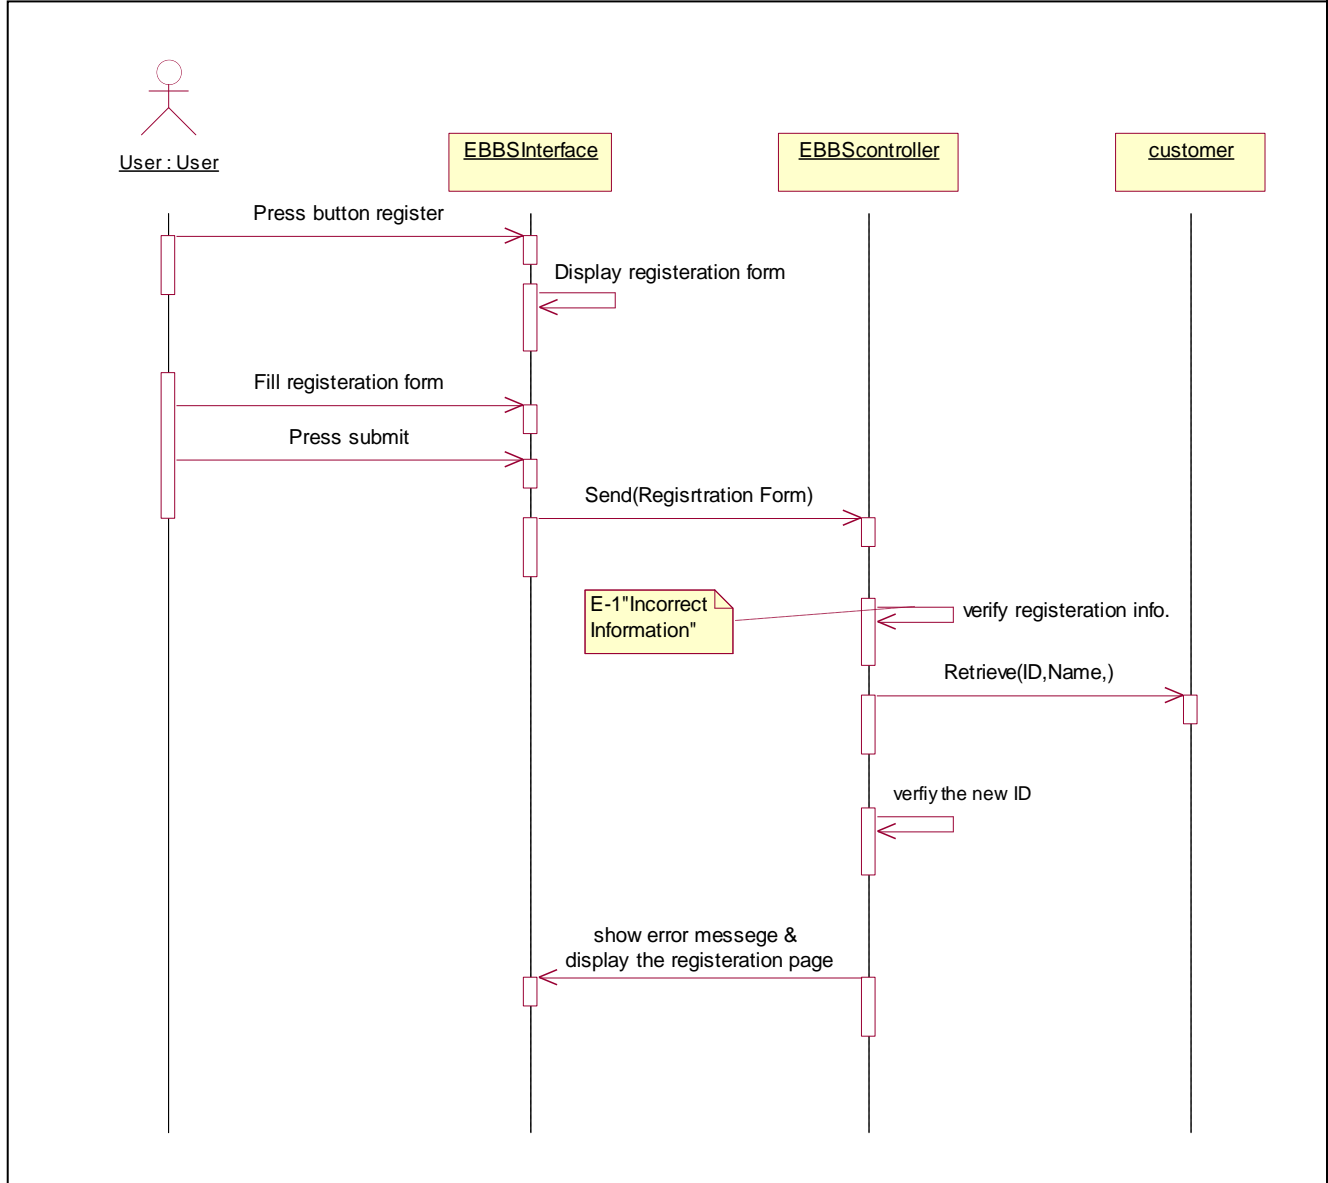 User : User
EBBSInterface
EBBScontroller
customer
Press button register
Display registeration form
Fill registeration form
Press submit
Send(Regisrtration Form)
E-1"Incorrect
Information"
verify registeration info.
Retrieve(ID,Name,)
verfiy the new ID
show error messege &
display the registeration page